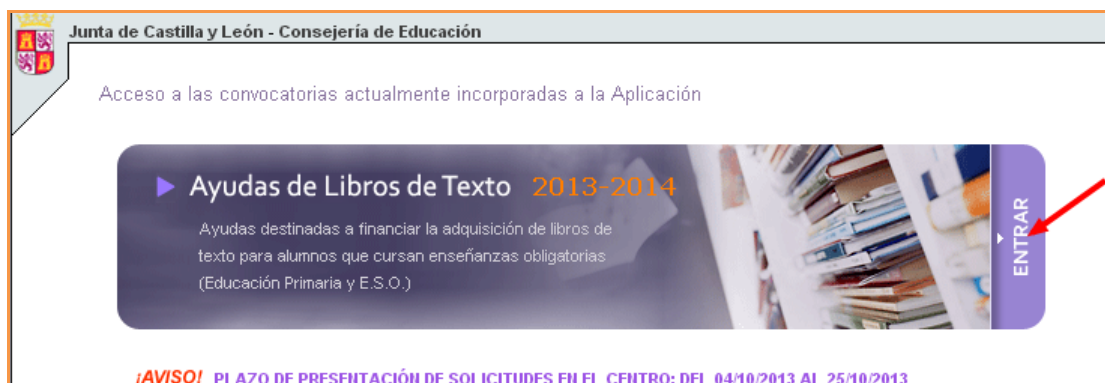 Junta de Castilla y León - Consejería de Educación
Acceso a las convocatorias actualmente incorporadas a la Aplicación
Ayudas de Libros de Texto 2013-2014
Ayudas destinadas a financiar la adquisición de libros de
texto para alumnos que cursan enseñanzas obligatorias
(Educación Primaria y E.S.O.)
ENTRAR
¡AVISO! PLAZO DE PRESENTACIÓN DE SOLICITUDES EN EL CENTRO: DEL 04/10/2013 AL 25/10/2013